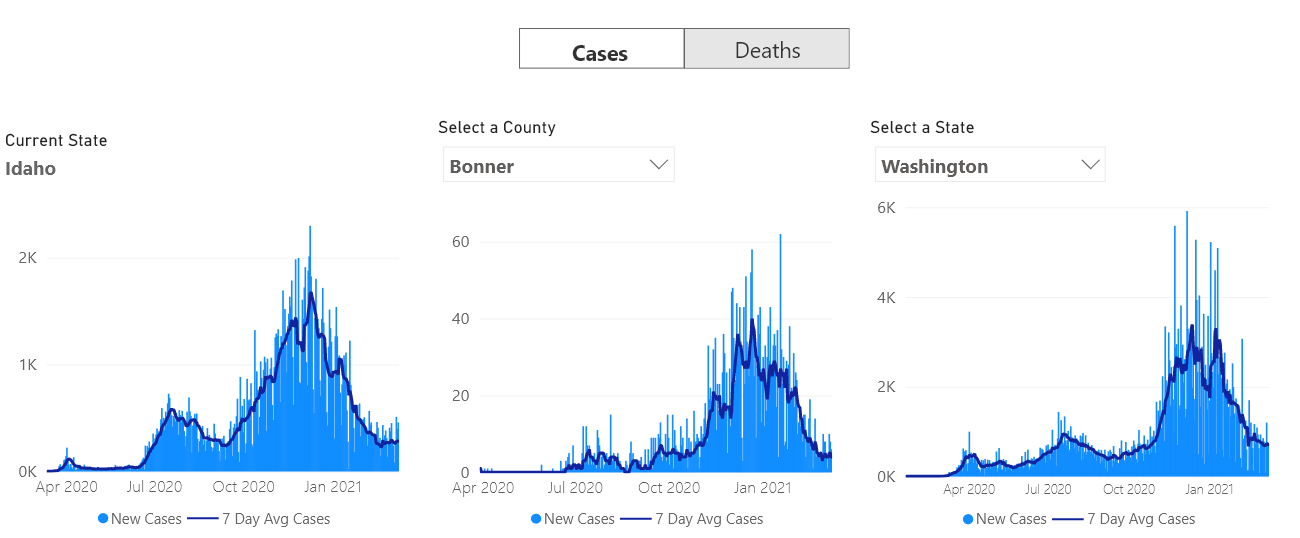 Cases Deaths
Current State
Idaho
2K
1K
0K
Apr 2020 Jul 2020 Oct 2020 Jan 2021
New Cases 7 Day Avg Cases
Select a County
Bonner
60
40
20
0
Apr 2020 Jul 2020 Oct 2020 Jan 2021
New Cases 7 Day Avg Cases
Select a State
Washington
6K
4K
2K
0K
Apr 2020 Jul 2020 Oct 2020 Jan 2021
New Cases 7 Day Avg Cases